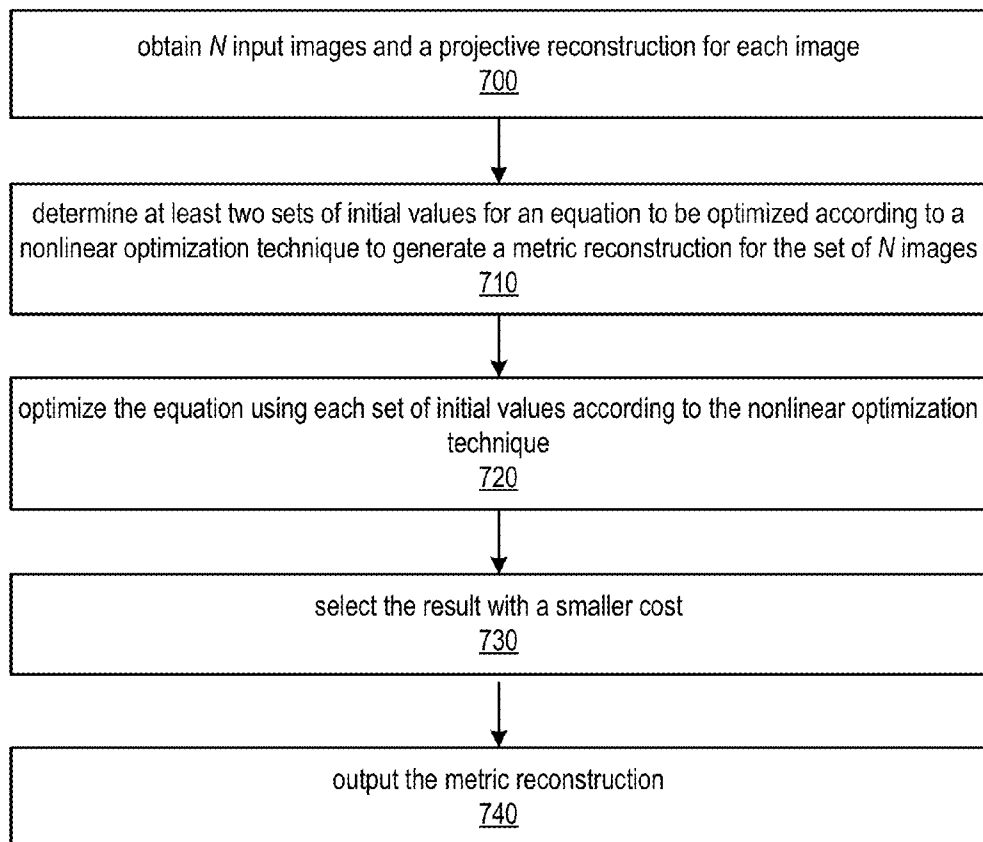 obtain N input images and a projective reconstruction for each image
700
determine at least two sets of initial values for an equation to be optimized according to a
nonlinear optimization technique to generate a metric reconstruction for the set of N images
710
optimize the equation using each set of initial values according to the nonlinear optimization
technique
720
select the result with a smaller cost
730
output the metric reconstruction
740